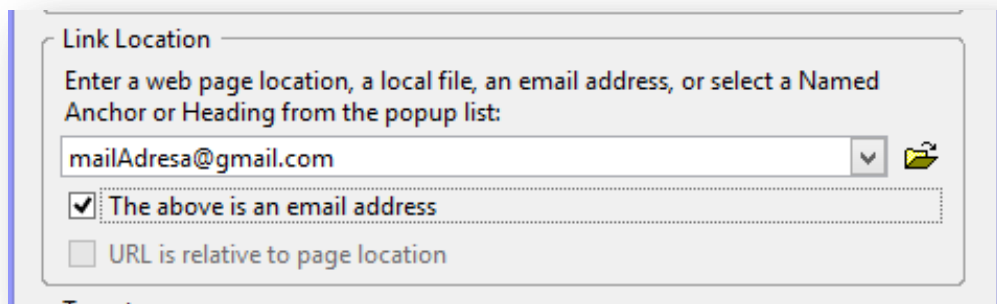 Link Location
Enter a web page location, a local file, an email address, or select a Named
Anchor or Heading from the popup list:
mailAdresa@gmail.com
The above is an email address
URL is relative to page location